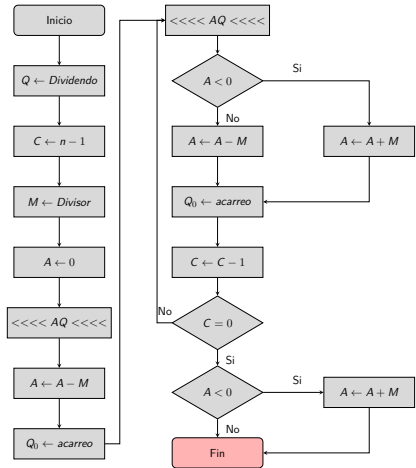 Inicio
Q ← Dividendo
C ← n − 1
M ← Divisor
A ← 0
<<<< AQ <<<<
A ← A − M
Q₀ ← acarreo
<<<< AQ <<<<
A < 0
Si
No
A ← A − M
A ← A + M
Q₀ ← acarreo
C ← C − 1
C = 0
No
Si
A < 0
Si
A ← A + M
No
Fin